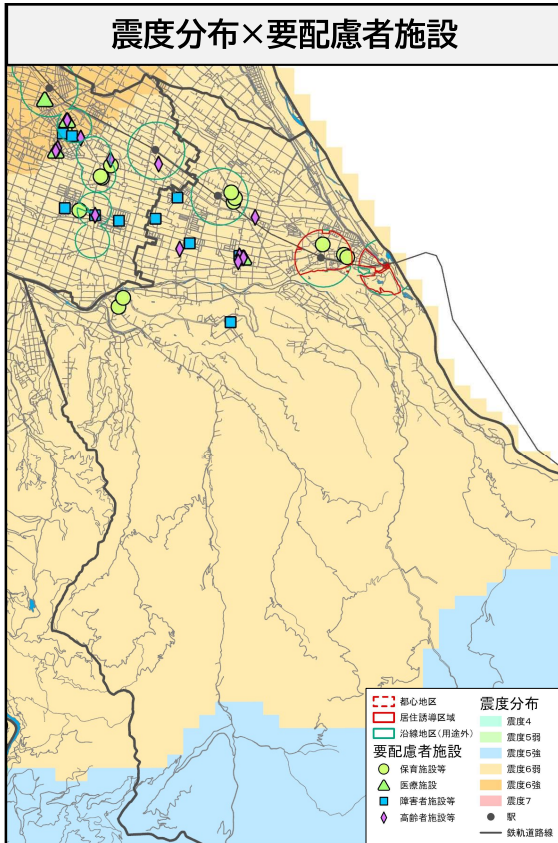 震度分布×要配慮者施設
都心地区
居住誘導区域
沿線地区(用途外)
要配慮者施設
保育施設等
医療施設
障害者施設等
高齢者施設等
震度分布
震度4
震度5弱
震度5強
震度6弱
震度6強
震度7
駅
鉄軌道路線